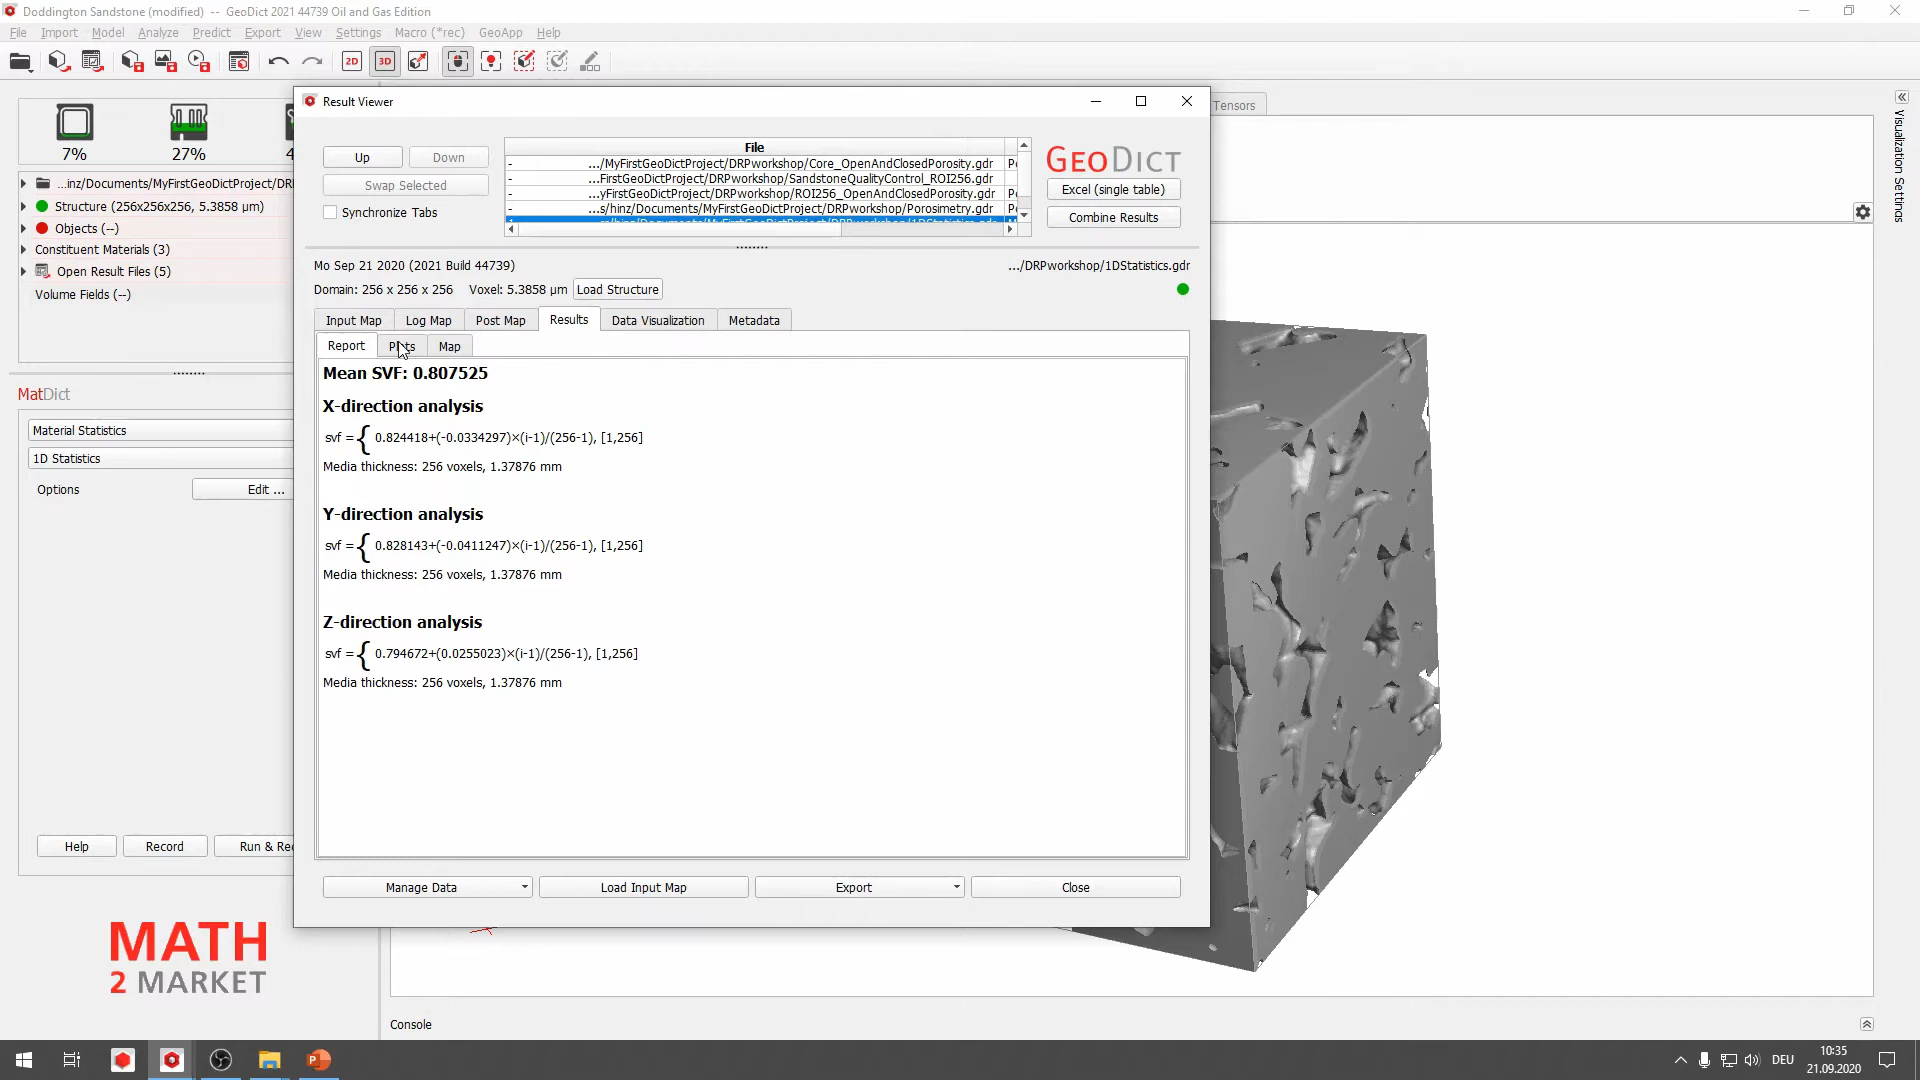 Doddington Sandstone (modified) -- GeoDict 2021 44739 Oil and Gas Edition
File Import Model Analyze Predict Export View Settings Macro (*rec) GeoApp Help
2D 3D
Result Viewer
Tensors
7% 27% 4
Up Down
Swap Selected
Synchronize Tabs
File
- .../MyFirstGeoDictProject/DRPworkshop/Core_OpenAndClosedPorosity.gdr
- ...FirstGeoDictProject/DRPworkshop/SandstoneQualityControl_ROI256.gdr
- ...yFirstGeoDictProject/DRPworkshop/ROI256_OpenAndClosedPorosity.gdr
- ...s/hinz/Documents/MyFirstGeoDictProject/DRPworkshop/Porosimetry.gdr
GEODICT
Excel (single table)
Combine Results
Visualization Settings
...inz/Documents/MyFirstGeoDictProject/DRI
Structure (256x256x256, 5.3858 µm)
Objects (--)
Constituent Materials (3)
Open Result Files (5)
Volume Fields (--)
Mo Sep 21 2020 (2021 Build 44739)
.../DRPworkshop/1DStatistics.gdr
Domain: 256 x 256 x 256 Voxel: 5.3858 µm Load Structure
Input Map Log Map Post Map Results Data Visualization Metadata
Report Plots Map
Mean SVF: 0.807525
X-direction analysis
svf = { 0.824418+(-0.0334297)×(i-1)/(256-1), [1,256]
Media thickness: 256 voxels, 1.37876 mm
Y-direction analysis
svf = { 0.828143+(-0.0411247)×(i-1)/(256-1), [1,256]
Media thickness: 256 voxels, 1.37876 mm
Z-direction analysis
svf = { 0.794672+(0.0255023)×(i-1)/(256-1), [1,256]
Media thickness: 256 voxels, 1.37876 mm
Manage Data Load Input Map Export Close
MatDict
Material Statistics
1D Statistics
Options Edit ...
Help Record Run & Rec
MATH
2 MARKET
Console
DEU
10:35
21.09.2020